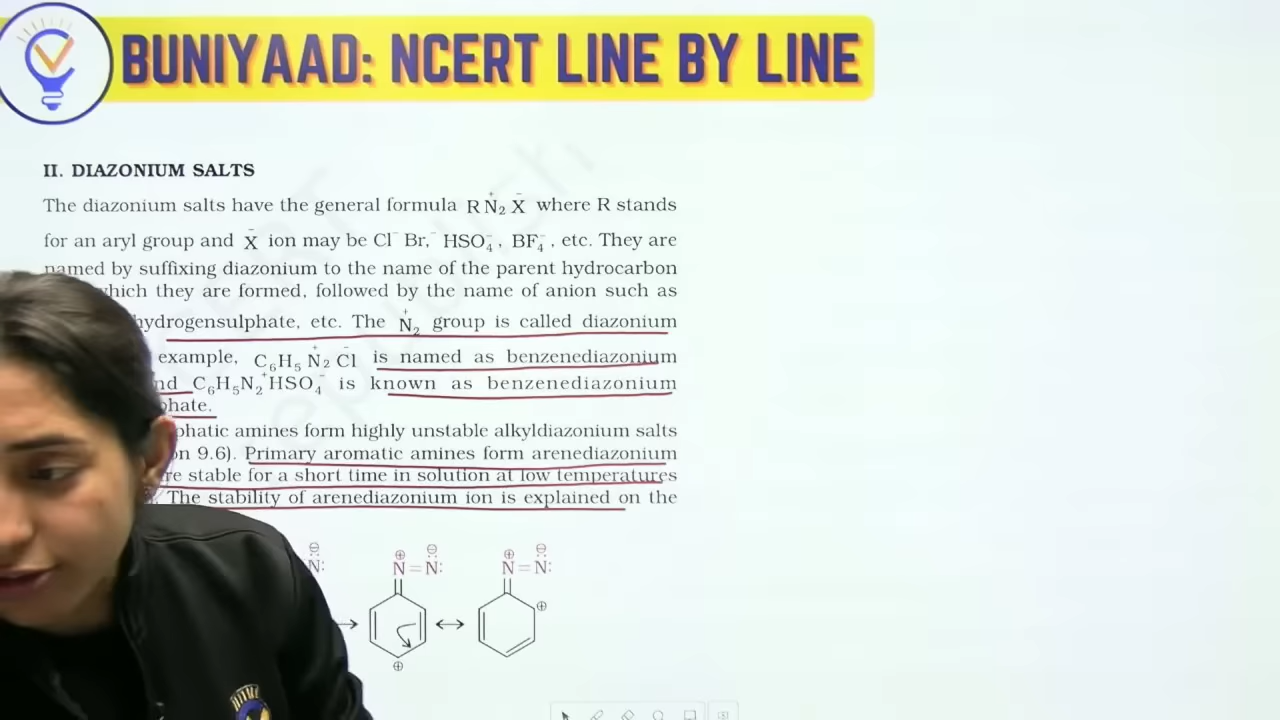 BUNIYAAD: NCERT LINE BY LINE
II. DIAZONIUM SALTS
The diazonium salts have the general formula R N₂⁺ X⁻ where R stands
for an aryl group and X⁻ ion may be Cl⁻ Br,⁻ HSO₄⁻, BF₄⁻, etc. They are
named by suffixing diazonium to the name of the parent hydrocarbon
which they are formed, followed by the name of anion such as
hydrogensulphate, etc. The N₂⁺ group is called diazonium
example, C₆H₅ N₂⁺ Cl⁻ is named as benzenediazonium
C₆H₅N₂⁺HSO₄⁻ is known as benzenediazonium
amines form highly unstable alkyldiazonium salts
9.6). Primary aromatic amines form arenediazonium
stable for a short time in solution at low temperatures
The stability of arenediazonium ion is explained on the
⊖ ⊕ ⊖ ⊕ ⊖
N: N=N: N=N:
⊕
⊕